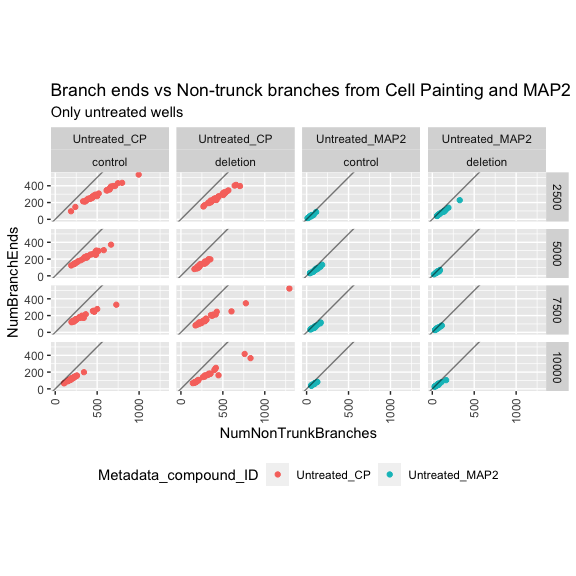 Branch ends vs Non-trunck branches from Cell Painting and MAP2
Only untreated wells
Untreated_CP Untreated_CP Untreated_MAP2 Untreated_MAP2
control deletion control deletion
NumBranchEnds
400
200
0
2500
400
200
0
5000
400
200
0
7500
400
200
0
10000
0 500 1000 0 500 1000 0 500 1000 0 500 1000
NumNonTrunkBranches
Metadata_compound_ID Untreated_CP Untreated_MAP2